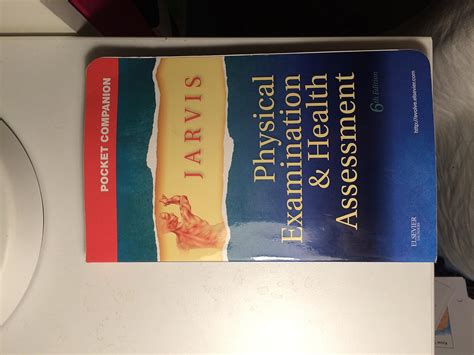 POCKET COMPANION
JARVIS
Physical
Examination
& Health
Assessment
6th Edition
http://evolve.elsevier.com
ELSEVIER